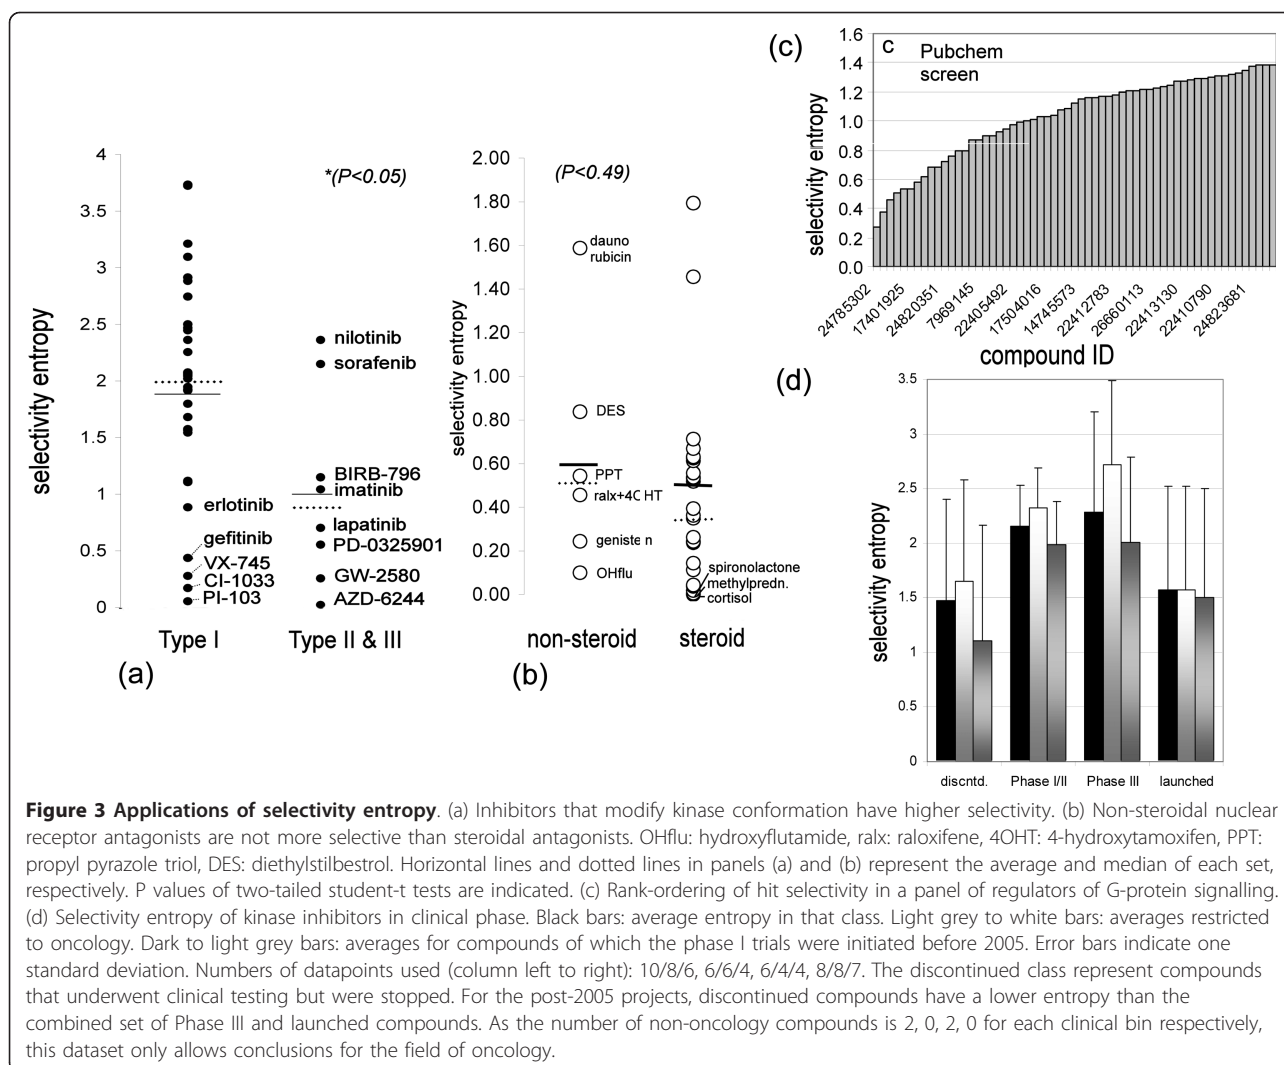 (a)
selectivity entropy
4
3.5
3
2.5
2
1.5
1
0.5
0
*(P<0.05)
nilotinib
sorafenib
BIRB-796
imatinib
erlotinib
lapatinib
gefitinib
PD-0325901
VX-745
CI-1033
GW-2580
PI-103
AZD-6244
Type I
Type II & III
(b)
selectivity entropy
2.00
1.80
1.60
1.40
1.20
1.00
0.80
0.60
0.40
0.20
0.00
(P<0.49)
dauno
rubicin
DES
PPT
ralx+4C HT
geniste n
OHflu
spironolactone
methylpredn.
cortisol
non-steroid
steroid
(c)
c
Pubchem
screen
selectivity entropy
1.6
1.4
1.2
1.0
0.8
0.6
0.4
0.2
0.0
24785302
17401925
24820351
7969145
22405492
17504016
14745573
22412783
26660113
22413130
22410790
24823681
compound ID
(d)
selectivity entropy
3.5
3
2.5
2
1.5
1
0.5
0
discntd.
Phase I/II
Phase III
launched
Figure 3 Applications of selectivity entropy. (a) Inhibitors that modify kinase conformation have higher selectivity. (b) Non-steroidal nuclear
receptor antagonists are not more selective than steroidal antagonists. OHflu: hydroxyflutamide, ralx: raloxifene, 4OHT: 4-hydroxytamoxifen, PPT:
propyl pyrazole triol, DES: diethylstilbestrol. Horizontal lines and dotted lines in panels (a) and (b) represent the average and median of each set,
respectively. P values of two-tailed student-t tests are indicated. (c) Rank-ordering of hit selectivity in a panel of regulators of G-protein signalling.
(d) Selectivity entropy of kinase inhibitors in clinical phase. Black bars: average entropy in that class. Light grey to white bars: averages restricted
to oncology. Dark to light grey bars: averages for compounds of which the phase I trials were initiated before 2005. Error bars indicate one
standard deviation. Numbers of datapoints used (column left to right): 10/8/6, 6/6/4, 6/4/4, 8/8/7. The discontinued class represent compounds
that underwent clinical testing but were stopped. For the post-2005 projects, discontinued compounds have a lower entropy than the
combined set of Phase III and launched compounds. As the number of non-oncology compounds is 2, 0, 2, 0 for each clinical bin respectively,
this dataset only allows conclusions for the field of oncology.